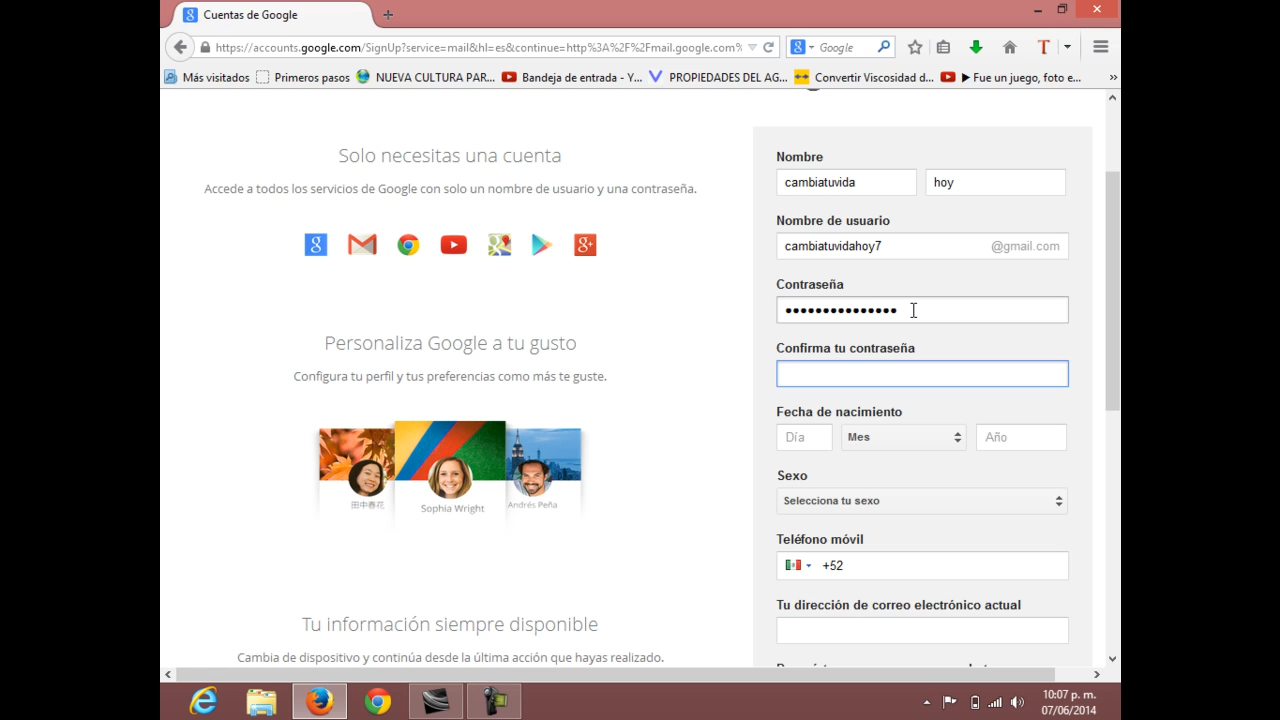 Cuentas de Google
https://accounts.google.com/SignUp?service=mail&hl=es&continue=http%3A%2F%2Fmail.google.com%
Google
Más visitados
Primeros pasos
NUEVA CULTURA PAR...
Bandeja de entrada - Y...
PROPIEDADES DEL AG...
Convertir Viscosidad d...
▶ Fue un juego, foto e...
Solo necesitas una cuenta
Accede a todos los servicios de Google con solo un nombre de usuario y una contraseña.
Personaliza Google a tu gusto
Configura tu perfil y tus preferencias como más te guste.
田中春花
Sophia Wright
Andrés Peña
Tu información siempre disponible
Cambia de dispositivo y continúa desde la última acción que hayas realizado.
Nombre
cambiatuvida
hoy
Nombre de usuario
cambiatuvidahoy7
@gmail.com
Contraseña
Confirma tu contraseña
Fecha de nacimiento
Día
Mes
Año
Sexo
Selecciona tu sexo
Teléfono móvil
+52
Tu dirección de correo electrónico actual
10:07 p. m.
07/06/2014